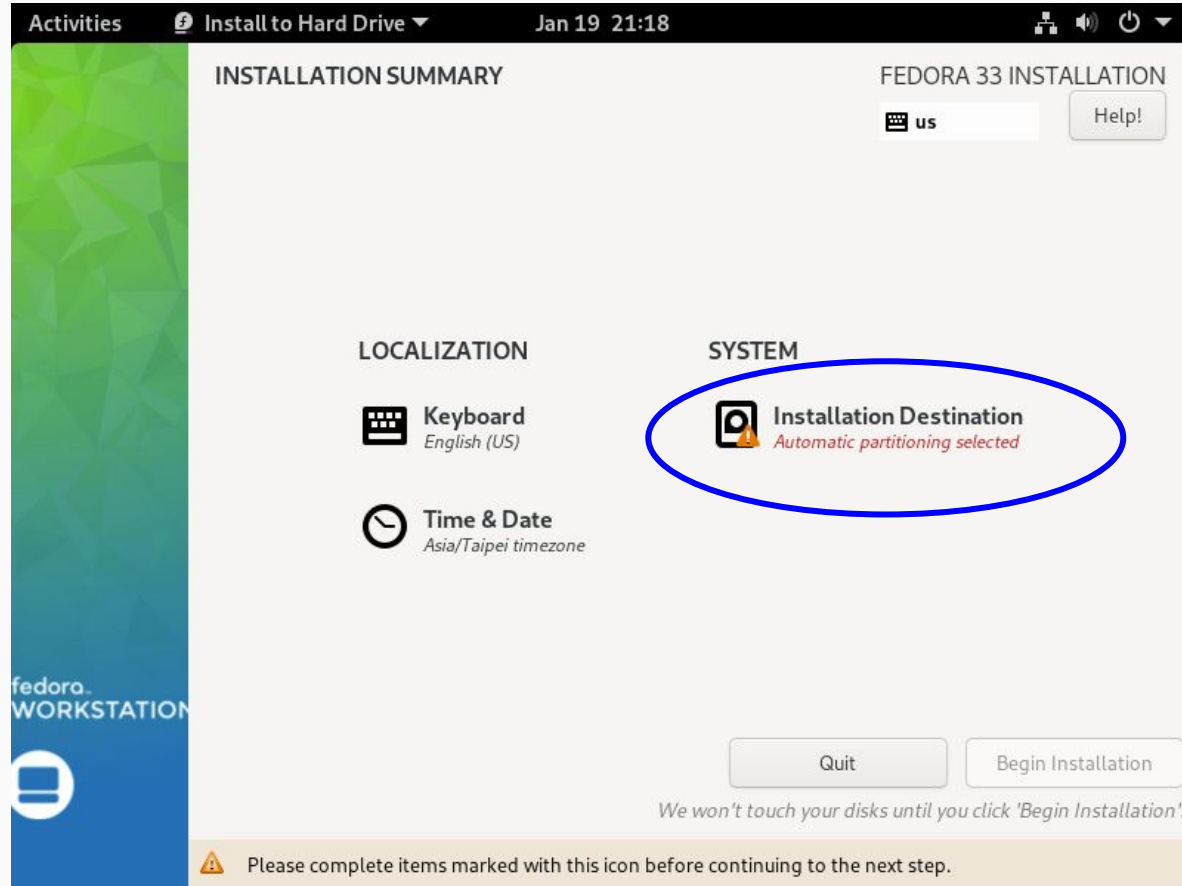 Activities Install to Hard Drive Jan 19 21:18
INSTALLATION SUMMARY
FEDORA 33 INSTALLATION
us
Help!
LOCALIZATION
Keyboard
English (US)
Time & Date
Asia/Taipei timezone
SYSTEM
Installation Destination
Automatic partitioning selected
fedora.
WORKSTATION
Quit
Begin Installation
We won't touch your disks until you click 'Begin Installation'.
Please complete items marked with this icon before continuing to the next step.